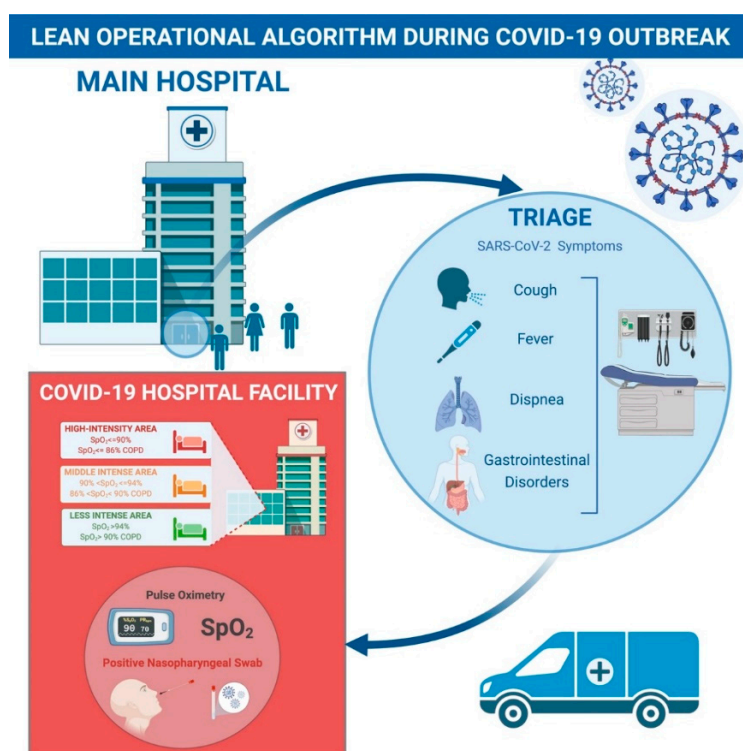 LEAN OPERATIONAL ALGORITHM DURING COVID-19 OUTBREAK
MAIN HOSPITAL
TRIAGE
SARS-CoV-2 Symptoms
Cough
Fever
Dispnea
Gastrointestinal
Disorders
COVID-19 HOSPITAL FACILITY
HIGH-INTENSITY AREA
SpO₂<=90%
SpO₂<= 86% COPD
MIDDLE INTENSE AREA
90% <SpO₂ <=94%
86% <SpO₂< 90% COPD
LESS INTENSE AREA
SpO₂ >94%
SpO₂> 90% COPD
Pulse Oximetry
90 70
SpO₂
Positive Nasopharyngeal Swab